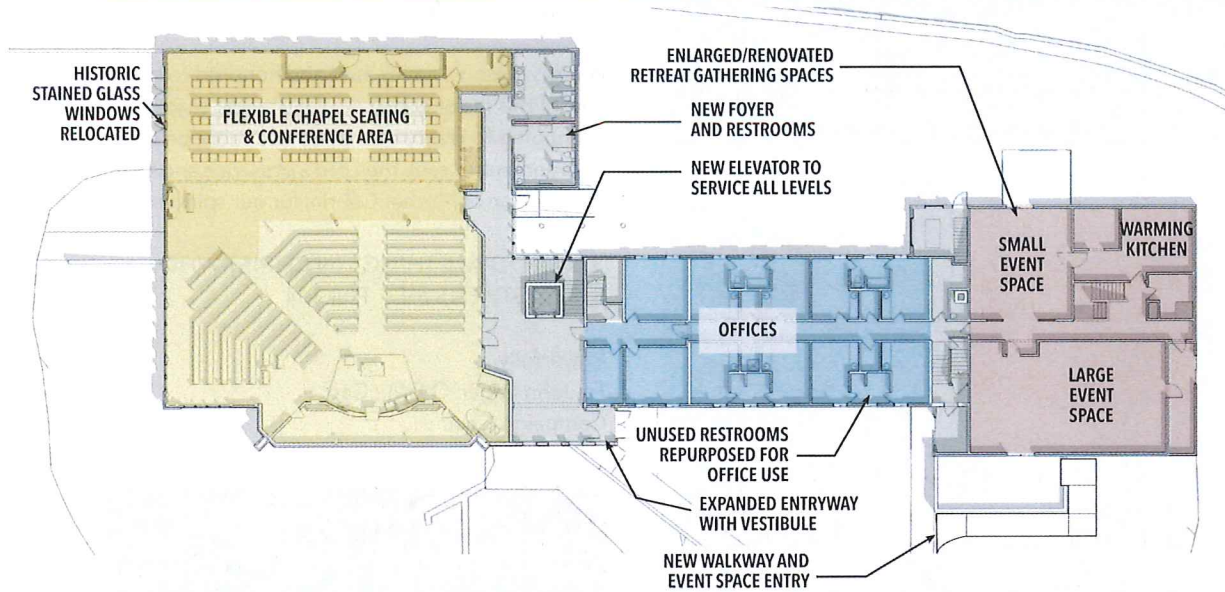 HISTORIC
STAINED GLASS
WINDOWS
RELOCATED
FLEXIBLE CHAPEL SEATING
& CONFERENCE AREA
ENLARGED/RENOVATED
RETREAT GATHERING SPACES
NEW FOYER
AND RESTROOMS
NEW ELEVATOR TO
SERVICE ALL LEVELS
SMALL
EVENT
SPACE
WARMING
KITCHEN
OFFICES
LARGE
EVENT
SPACE
UNUSED RESTROOMS
REPURPOSED FOR
OFFICE USE
EXPANDED ENTRYWAY
WITH VESTIBULE
NEW WALKWAY AND
EVENT SPACE ENTRY